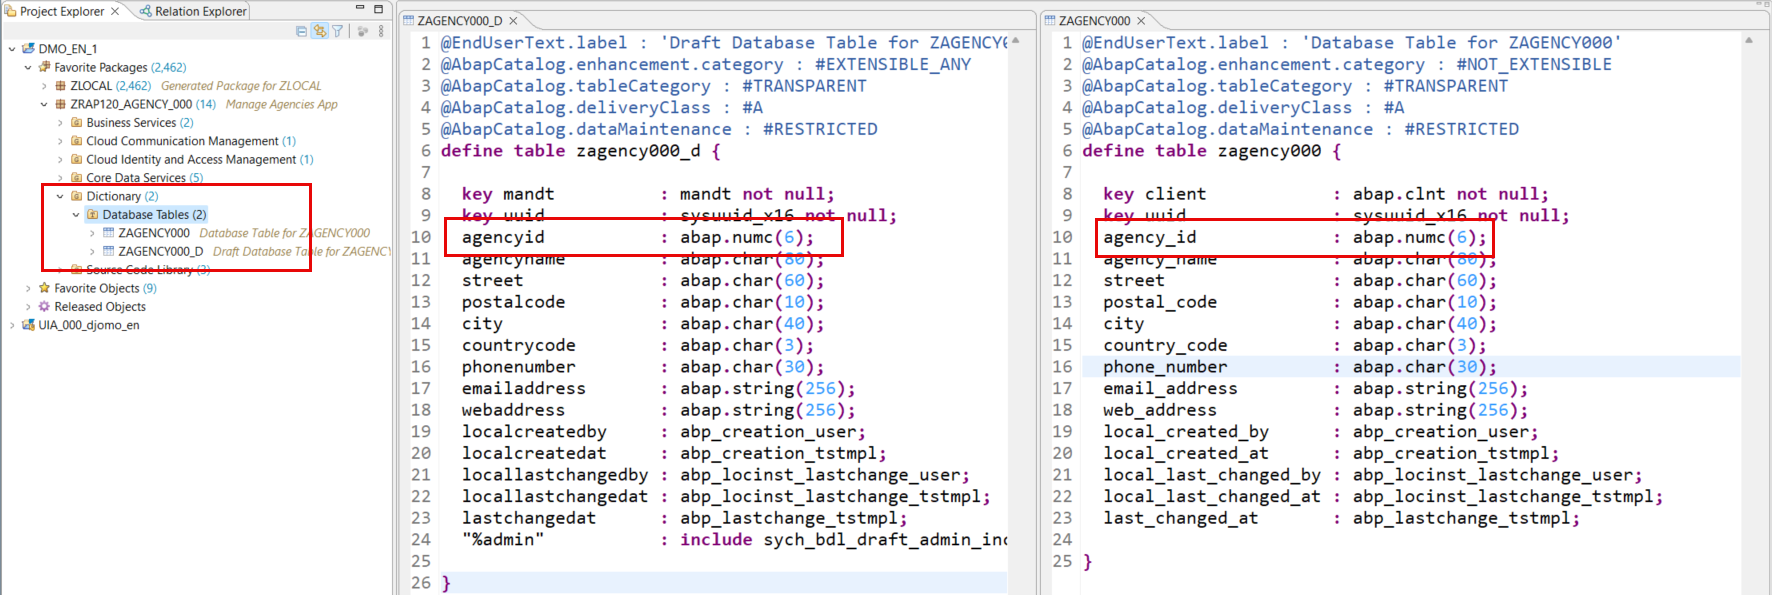 Project Explorer
Relation Explorer
DMO_EN_1
Favorite Packages (2,462)
ZLOCAL (2,462) Generated Package for ZLOCAL
ZRAP120_AGENCY_000 (14) Manage Agencies App
Business Services (2)
Cloud Communication Management (1)
Cloud Identity and Access Management (1)
Core Data Services (5)
Dictionary (2)
Database Tables (2)
ZAGENCY000 Database Table for ZAGENCY000
ZAGENCY000_D Draft Database Table for ZAGENCY
Source Code Library (3)
Favorite Objects (9)
Released Objects
UIA_000_djomo_en
ZAGENCY000_D
1 @EndUserText.label : 'Draft Database Table for ZAGENCY0
2 @AbapCatalog.enhancement.category : #EXTENSIBLE_ANY
3 @AbapCatalog.tableCategory : #TRANSPARENT
4 @AbapCatalog.deliveryClass : #A
5 @AbapCatalog.dataMaintenance : #RESTRICTED
6 define table zagency000_d {
7
8 key mandt : mandt not null;
9 key uuid : sysuuid_x16 not null;
10 agencyid : abap.numc(6);
11 agencyname : abap.char(80);
12 street : abap.char(60);
13 postalcode : abap.char(10);
14 city : abap.char(40);
15 countrycode : abap.char(3);
16 phonenumber : abap.char(30);
17 emailaddress : abap.string(256);
18 webaddress : abap.string(256);
19 localcreatedby : abp_creation_user;
20 localcreatedat : abp_creation_tstmpl;
21 locallastchangedby : abp_locinst_lastchange_user;
22 locallastchangedat : abp_locinst_lastchange_tstmpl;
23 lastchangedat : abp_lastchange_tstmpl;
24 "%admin" : include sych_bdl_draft_admin_inc
25
26 }
ZAGENCY000
1 @EndUserText.label : 'Database Table for ZAGENCY000'
2 @AbapCatalog.enhancement.category : #NOT_EXTENSIBLE
3 @AbapCatalog.tableCategory : #TRANSPARENT
4 @AbapCatalog.deliveryClass : #A
5 @AbapCatalog.dataMaintenance : #RESTRICTED
6 define table zagency000 {
7
8 key client : abap.clnt not null;
9 key uuid : sysuuid_x16 not null;
10 agency_id : abap.numc(6);
11 agency_name : abap.char(80);
12 street : abap.char(60);
13 postal_code : abap.char(10);
14 city : abap.char(40);
15 country_code : abap.char(3);
16 phone_number : abap.char(30);
17 email_address : abap.string(256);
18 web_address : abap.string(256);
19 local_created_by : abp_creation_user;
20 local_created_at : abp_creation_tstmpl;
21 local_last_changed_by : abp_locinst_lastchange_user;
22 local_last_changed_at : abp_locinst_lastchange_tstmpl;
23 last_changed_at : abp_lastchange_tstmpl;
24
25 }